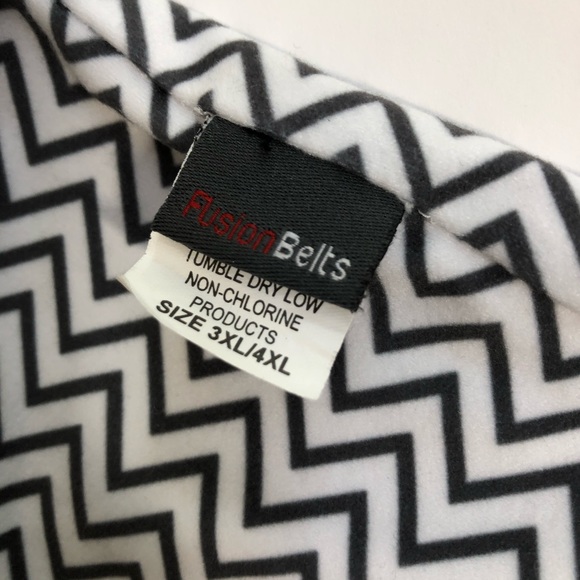 FusionBelts
TUMBLE DRY LOW
NON-CHLORINE
PRODUCTS
SIZE 3XL/4XL